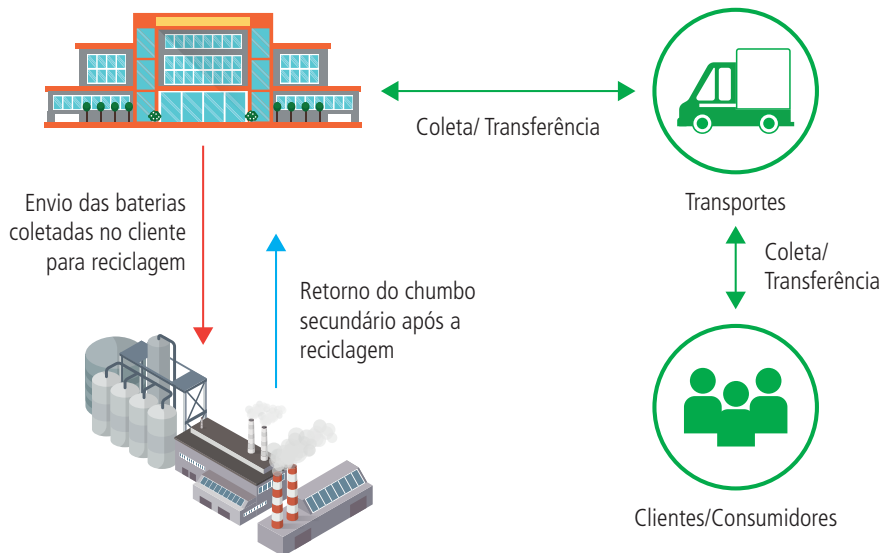 Coleta/ Transferência
Transportes
Envio das baterias
coletadas no cliente
para reciclagem
Coleta/
Transferência
Retorno do chumbo
secundário após a
reciclagem
Clientes/Consumidores